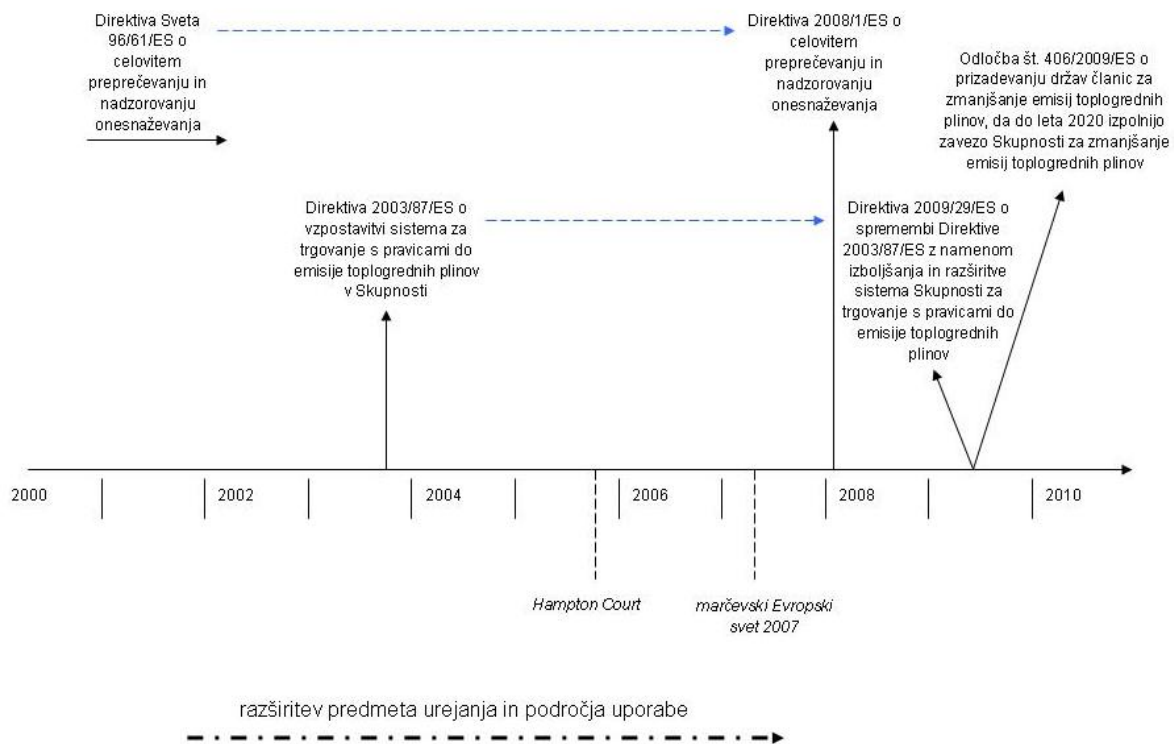 Direktiva Sveta
96/61/ES o
celovitem
preprečevanju in
nadzorovanju
onesnaževanja
Direktiva 2008/1/ES o
celovitem
preprečevanju in
nadzorovanju
onesnaževanja
Odločba št. 406/2009/ES o
prizadevanju držav članic za
zmanjšanje emisij toplogrednih
plinov, da do leta 2020 izpolnijo
zavezo Skupnosti za zmanjšanje
emisij toplogrednih plinov
Direktiva 2003/87/ES o
vzpostavitvi sistema za
trgovanje s pravicami do
emisije toplogrednih plinov
v Skupnosti
Direktiva 2009/29/ES o
spremembi Direktive
2003/87/ES z namenom
izboljšanja in razširitve
sistema Skupnosti za
trgovanje s pravicami do
emisije toplogrednih
plinov
2000 2002 2004 2006 2008 2010
Hampton Court
marčevski Evropski
svet 2007
razširitev predmeta urejanja in področja uporabe